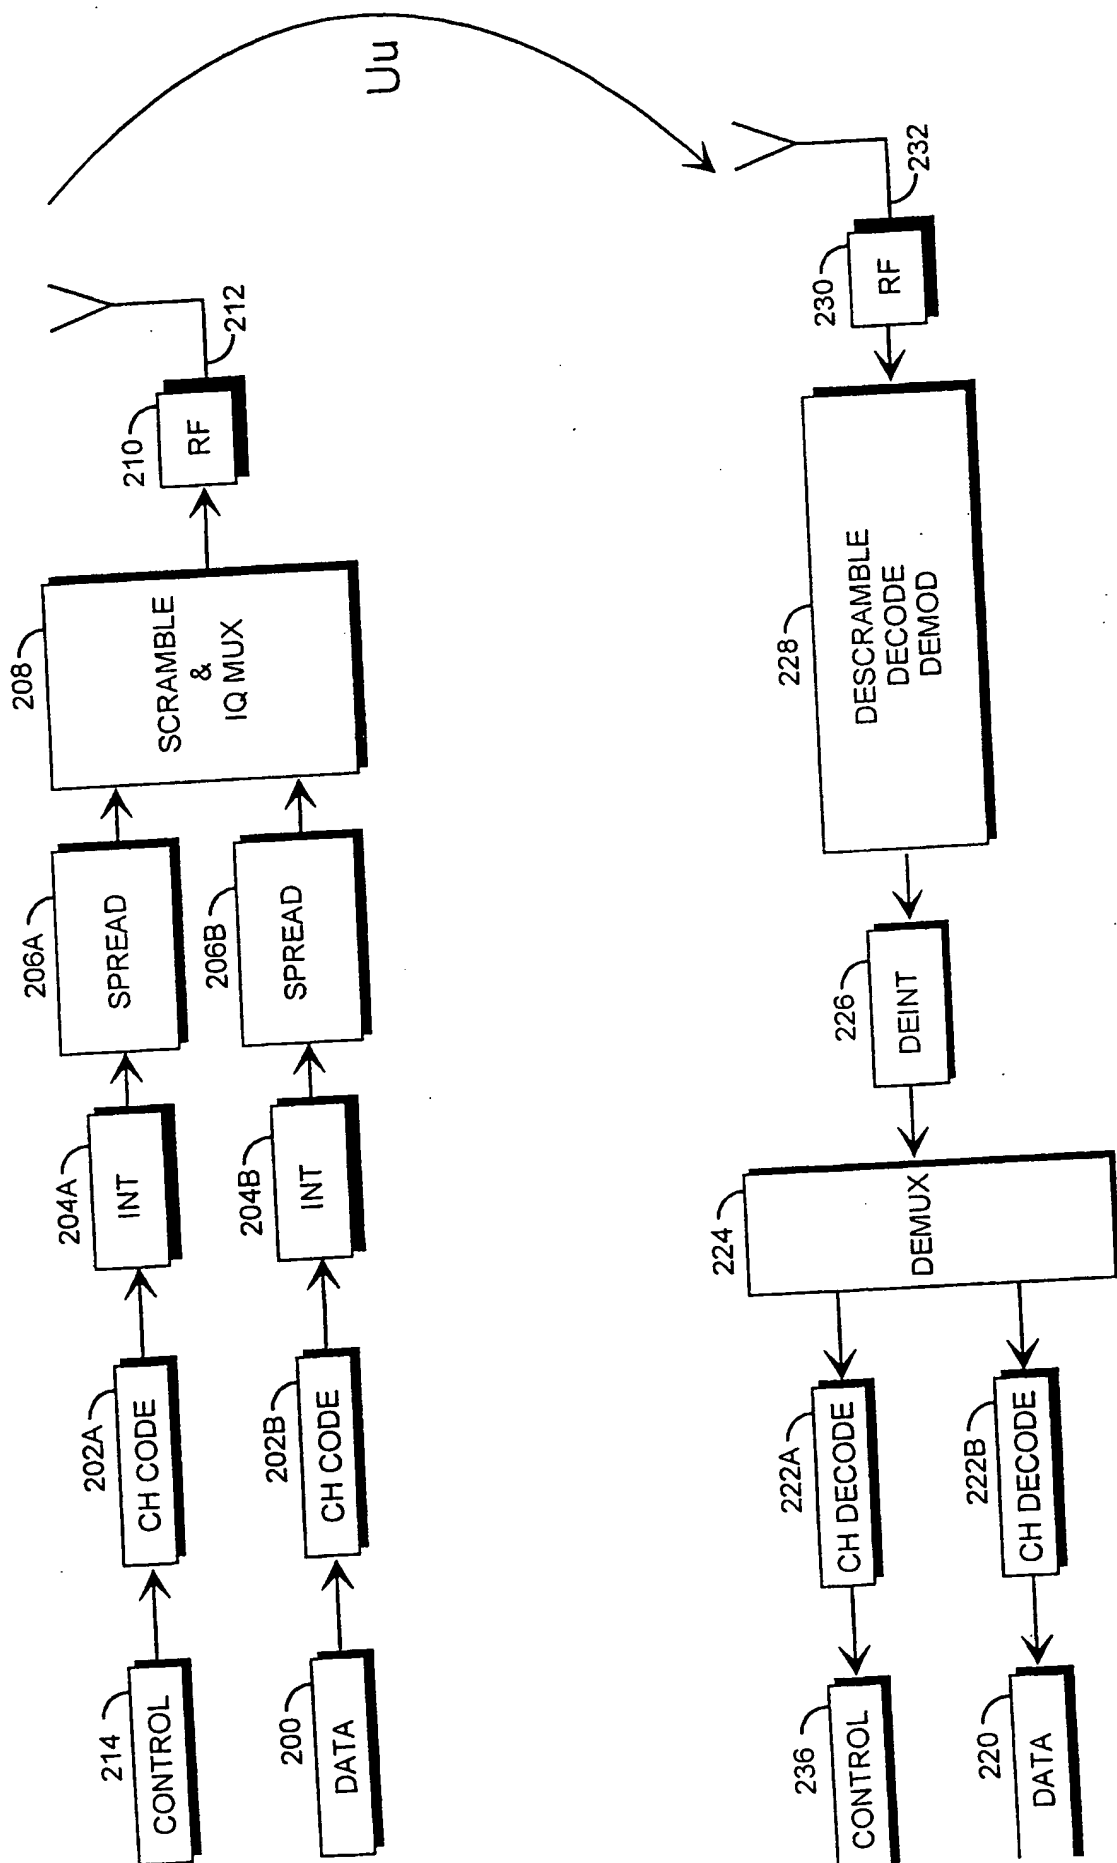 214
CONTROL
202A
CH CODE
204A
INT
206A
SPREAD
208
SCRAMBLE
&
IQ MUX
210
RF
212
200
DATA
202B
CH CODE
204B
INT
206B
SPREAD
Uu
236
CONTROL
222A
CH DECODE
224
DEMUX
226
DEINT
228
DESCRAMBLE
DECODE
DEMOD
230
RF
232
220
DATA
222B
CH DECODE